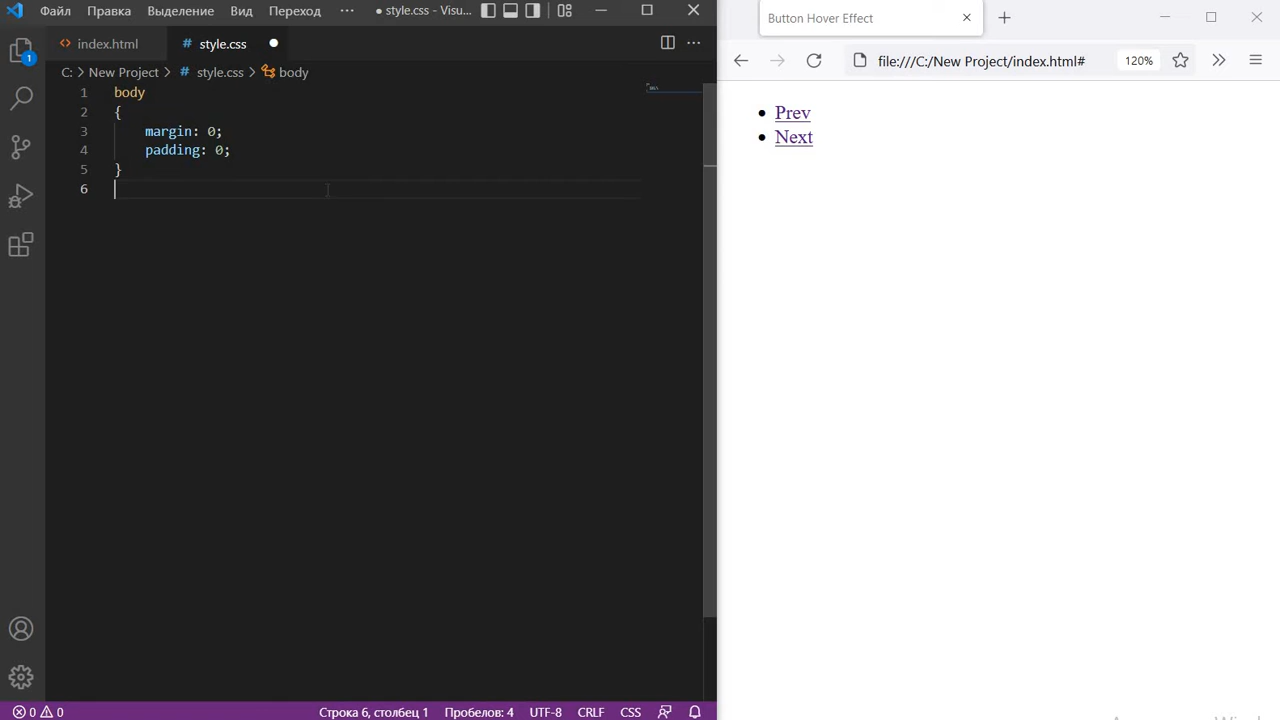 Файл Правка Выделение Вид Переход ··· ● style.css - Visu...
Button Hover Effect
index.html
# style.css ●
file:///C:/New Project/index.html#
120%
C: > New Project > # style.css > body
1 body
2 {
3 margin: 0;
4 padding: 0;
5 }
6
• Prev
• Next
1
0 0
Строка 6, столбец 1 Пробелов: 4 UTF-8 CRLF CSS